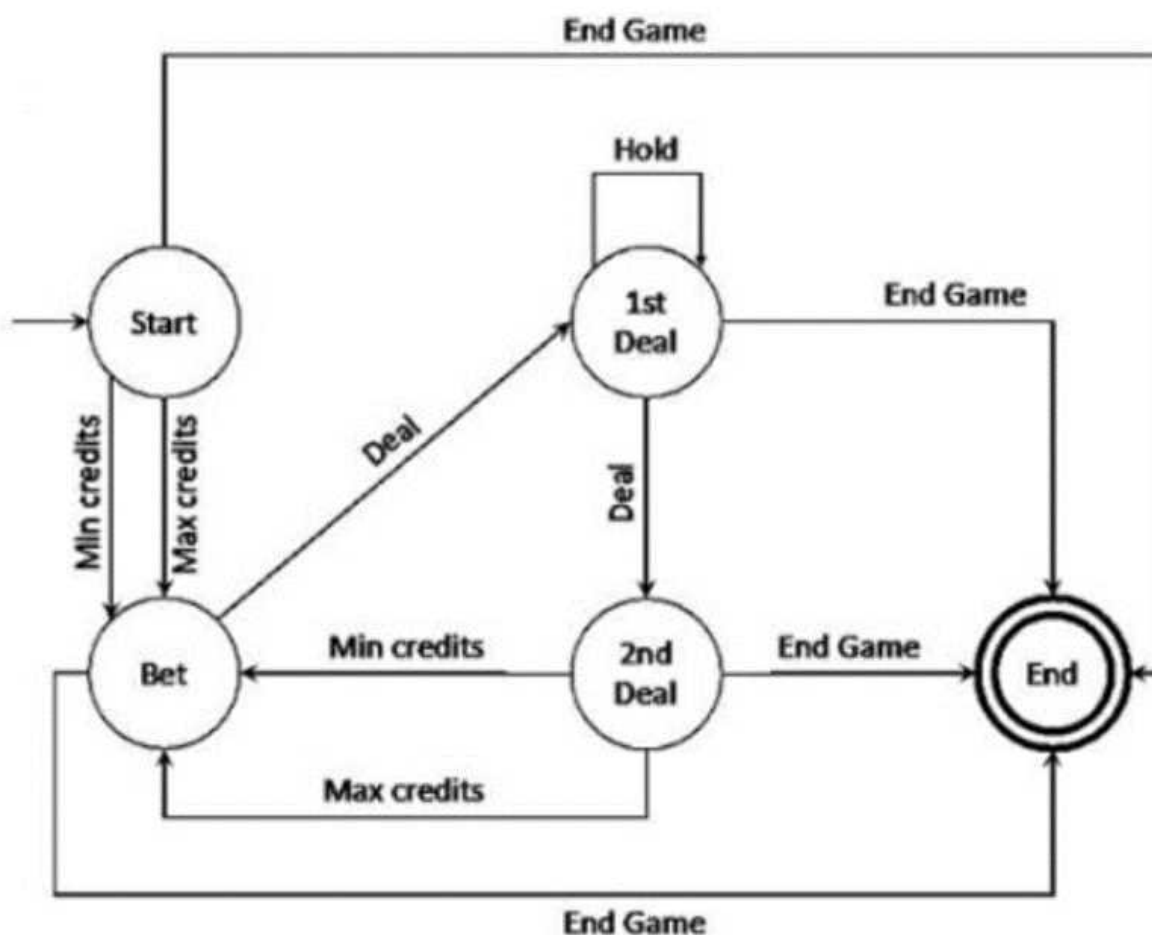 End Game
Hold
Start
1st
Deal
End Game
Min credits
Max credits
Deal
Deal
Bet
Min credits
2nd
Deal
End Game
End
Max credits
End Game